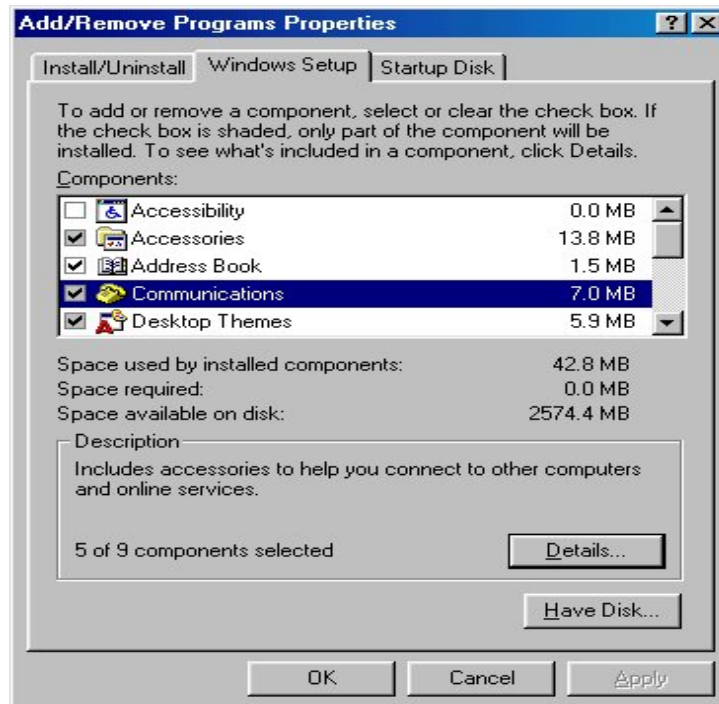 Add/Remove Programs Properties
Install/Uninstall Windows Setup Startup Disk
To add or remove a component, select or clear the check box. If
the check box is shaded, only part of the component will be
installed. To see what's included in a component, click Details.
Components:
Accessibility 0.0 MB
Accessories 13.8 MB
Address Book 1.5 MB
Communications 7.0 MB
Desktop Themes 5.9 MB
Space used by installed components: 42.8 MB
Space required: 0.0 MB
Space available on disk: 2574.4 MB
Description
Includes accessories to help you connect to other computers
and online services.
5 of 9 components selected Details...
Have Disk...
OK Cancel Apply